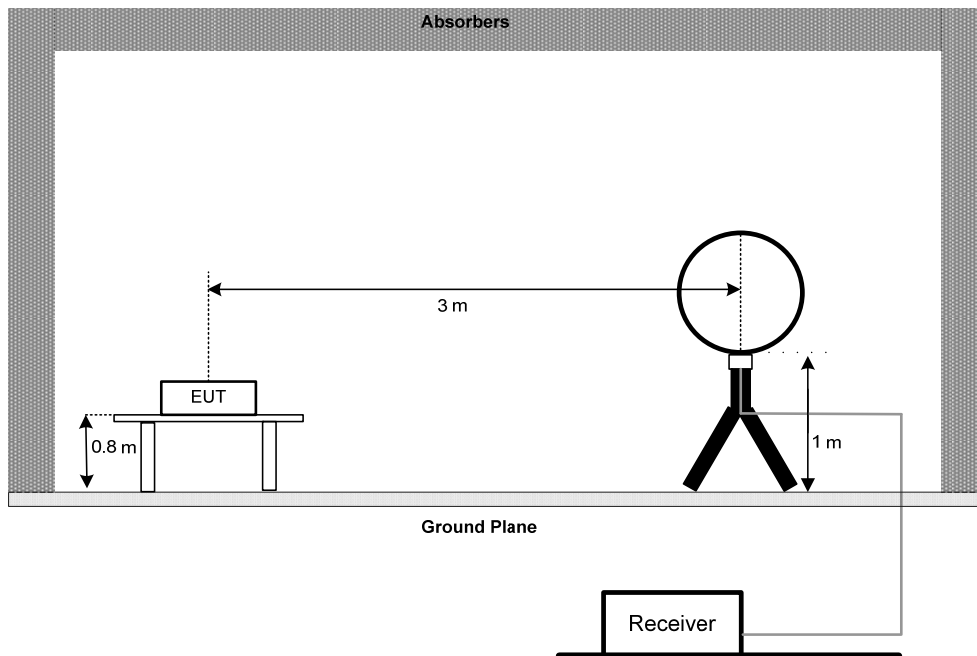 Absorbers
3 m
EUT
0.8 m
1 m
Ground Plane
Receiver